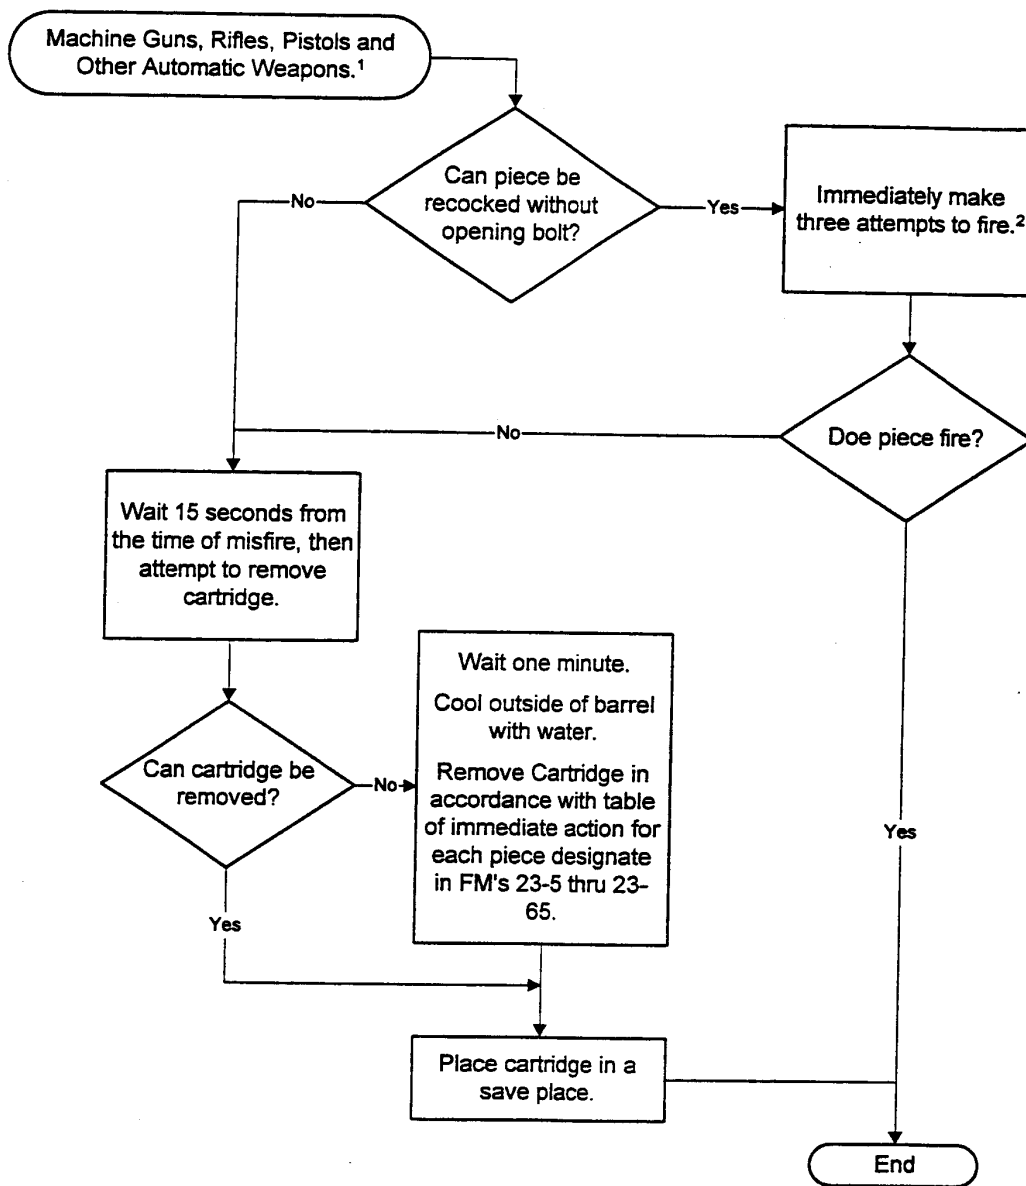 Machine Guns, Rifles, Pistols and
Other Automatic Weapons.¹
Can piece be
recocked without
opening bolt?
No
Yes
Immediately make
three attempts to fire.²
Doe piece fire?
No
Wait 15 seconds from
the time of misfire, then
attempt to remove
cartridge.
Wait one minute.
Cool outside of barrel
with water.
Remove Cartridge in
accordance with table
of immediate action for
each piece designate
in FM's 23-5 thru 23-
65.
Can cartridge be
removed?
No
Yes
Yes
Place cartridge in a
save place.
End